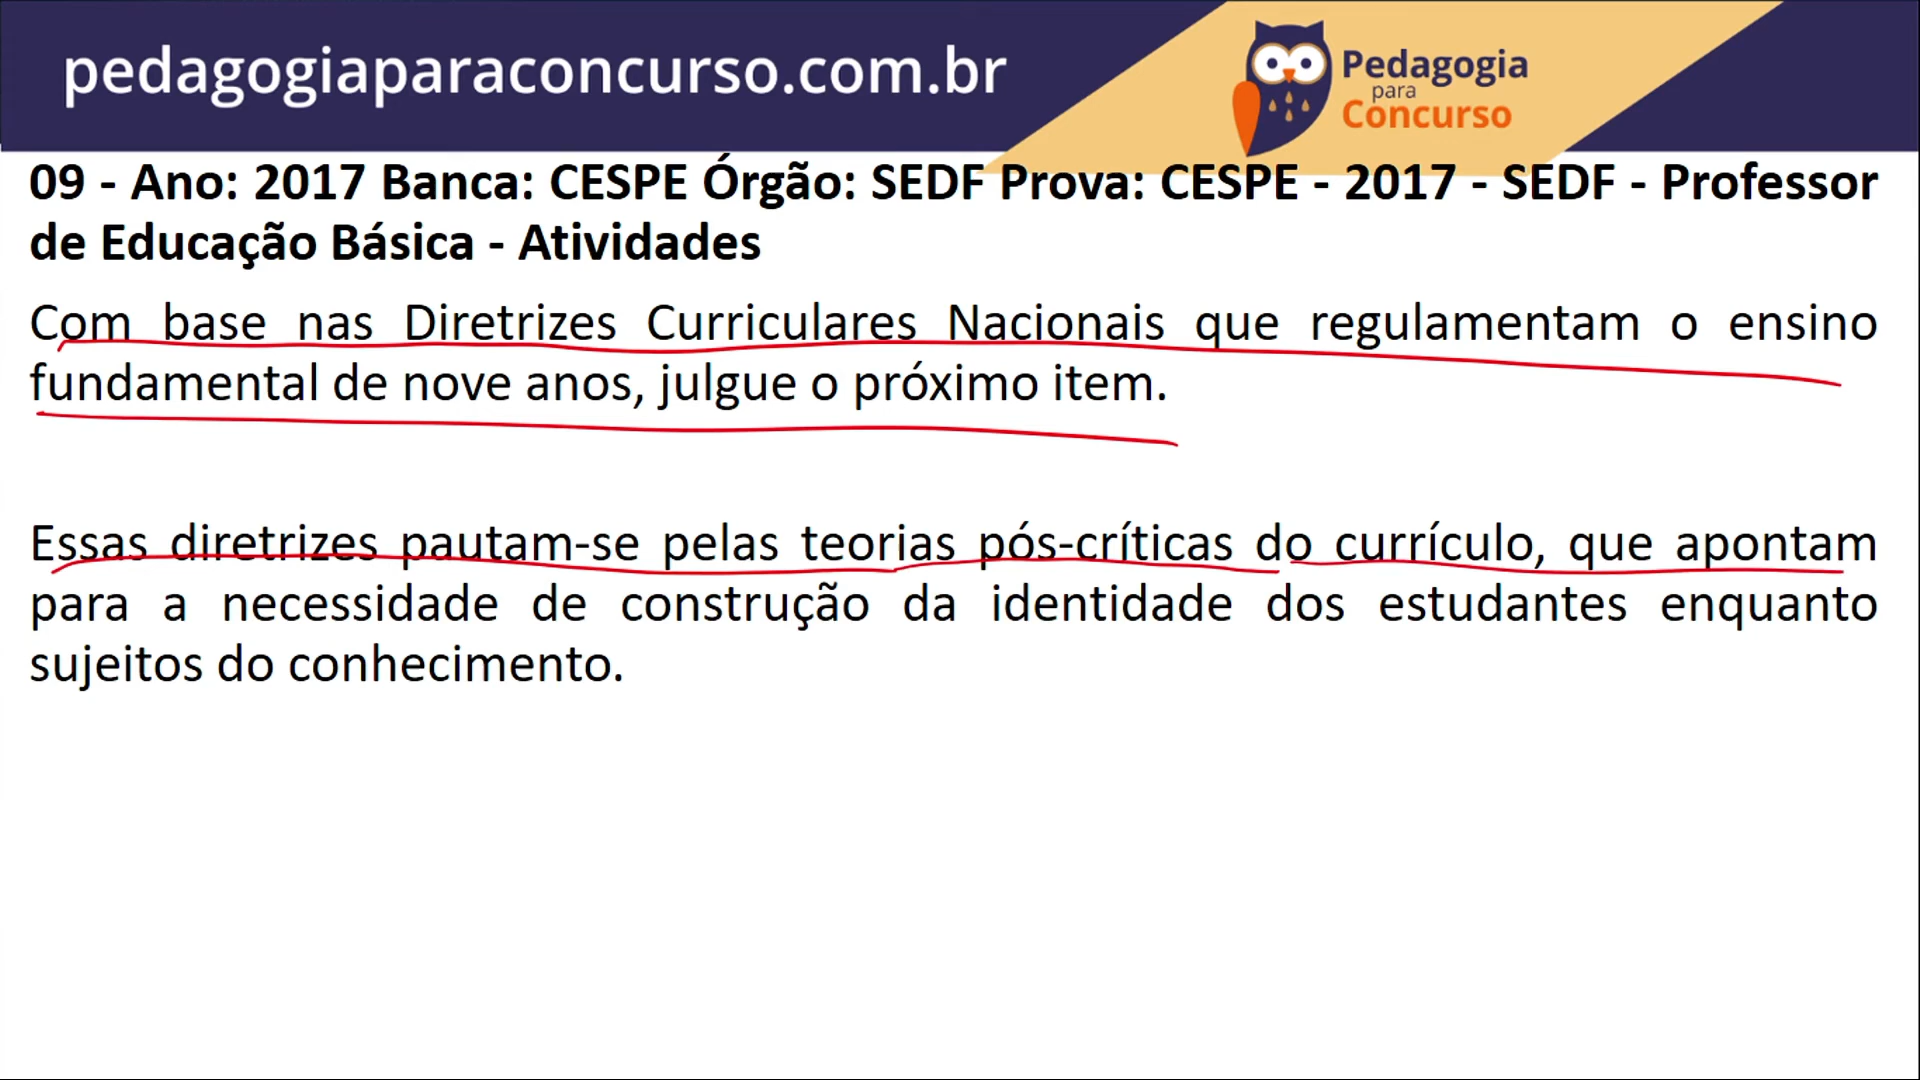 pedagogiaparaconcurso.com.br
Pedagogia
para
Concurso
09 - Ano: 2017 Banca: CESPE Órgão: SEDF Prova: CESPE - 2017 - SEDF - Professor
de Educação Básica - Atividades
Com base nas Diretrizes Curriculares Nacionais que regulamentam o ensino
fundamental de nove anos, julgue o próximo item.
Essas diretrizes pautam-se pelas teorias pós-críticas do currículo, que apontam
para a necessidade de construção da identidade dos estudantes enquanto
sujeitos do conhecimento.